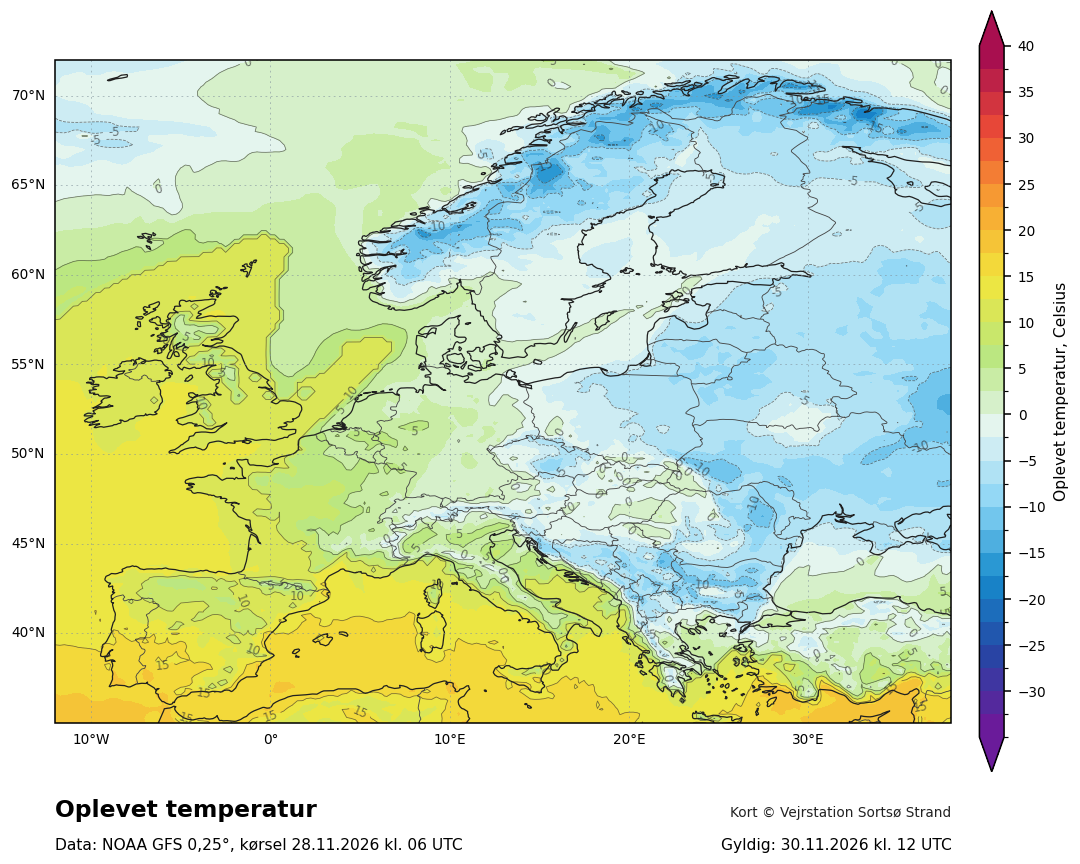 70°N
65°N
60°N
55°N
50°N
45°N
40°N
10°W
0°
10°E
20°E
30°E
40
35
30
25
20
15
10
5
0
−5
−10
−15
−20
−25
−30
Oplevet temperatur, Celsius
Oplevet temperatur
Kort © Vejrstation Sortsø Strand
Data: NOAA GFS 0,25°, kørsel 28.11.2026 kl. 06 UTC
Gyldig: 30.11.2026 kl. 12 UTC